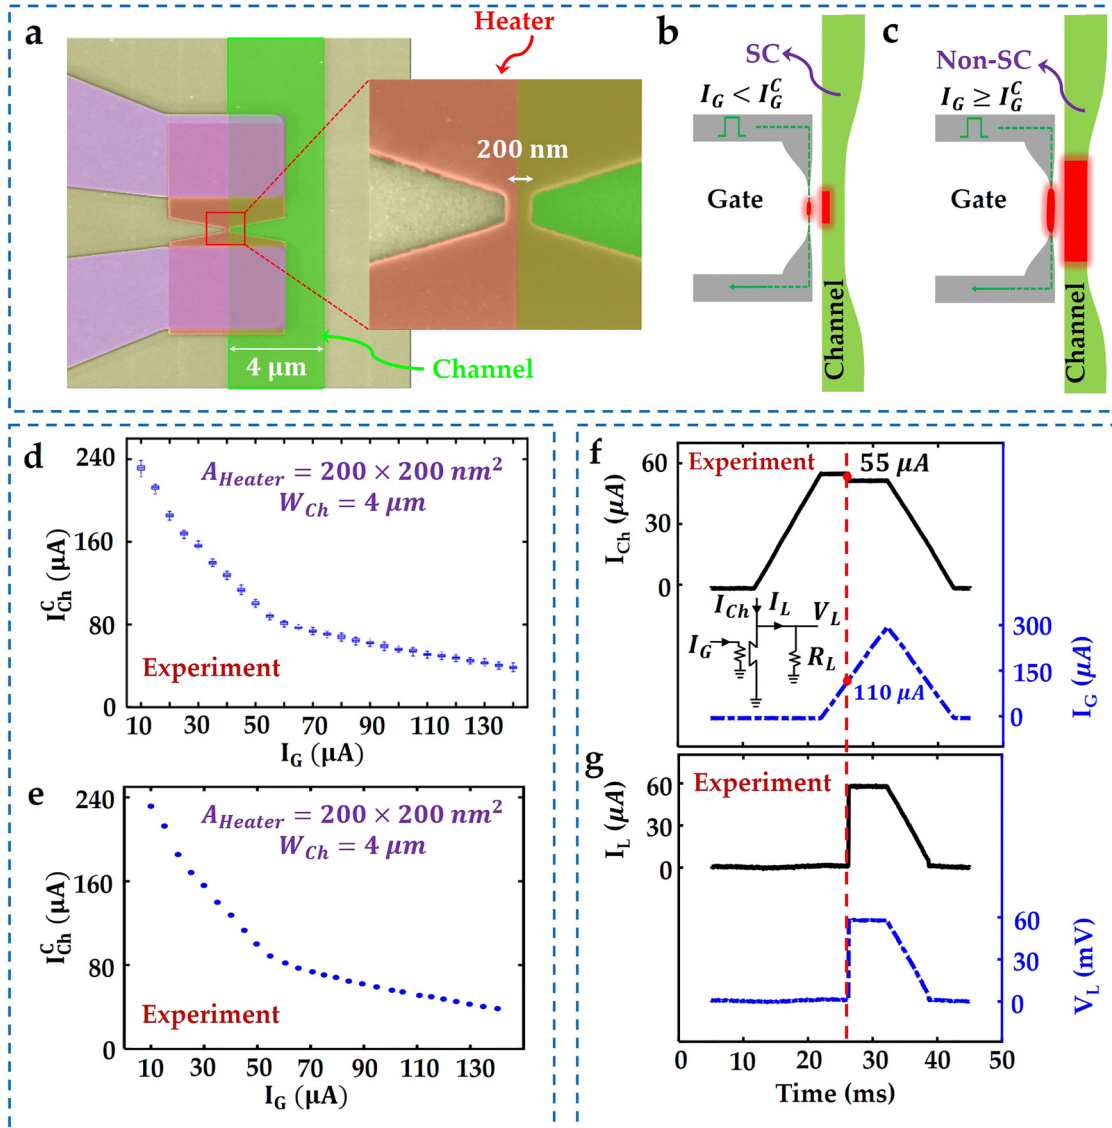 a
Heater
200 nm
4 μm
Channel
b
SC
I_G < I_G^C
Gate
Channel
c
Non-SC
I_G ≥ I_G^C
Gate
Channel
d
A_Heater = 200 × 200 nm²
W_Ch = 4 μm
Experiment
I_Ch^C (μA)
240
160
80
0
10 30 50 70 90 110 130
I_G (μA)
e
A_Heater = 200 × 200 nm²
W_Ch = 4 μm
Experiment
I_Ch^C (μA)
240
160
80
0
10 30 50 70 90 110 130
I_G (μA)
f
Experiment
55 μA
I_Ch (μA)
60
30
0
I_Ch I_L V_L
I_G R_L
110 μA
300
150
0
I_G (μA)
g
Experiment
I_L (μA)
60
30
0
60
30
0
V_L (mV)
0 10 20 30 40 50
Time (ms)